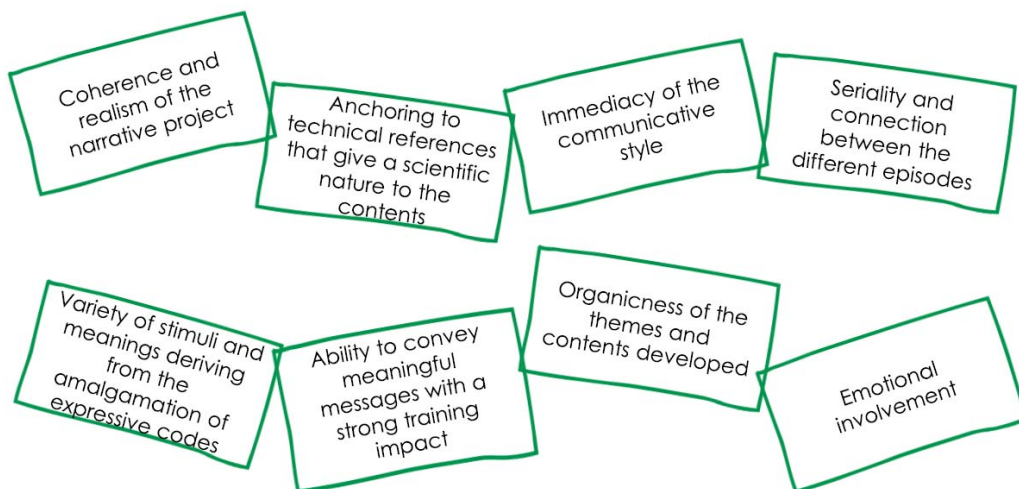 Coherence and
realism of the
narrative project
Anchoring to
technical references
that give a scientific
nature to the
contents
Immediacy of the
communicative
style
Seriality and
connection
between the
different episodes
Variety of stimuli and
meanings deriving
from the
amalgamation of
expressive codes
Ability to convey
meaningful
messages with a
strong training
impact
Organicness of the
themes and
contents developed
Emotional
involvement